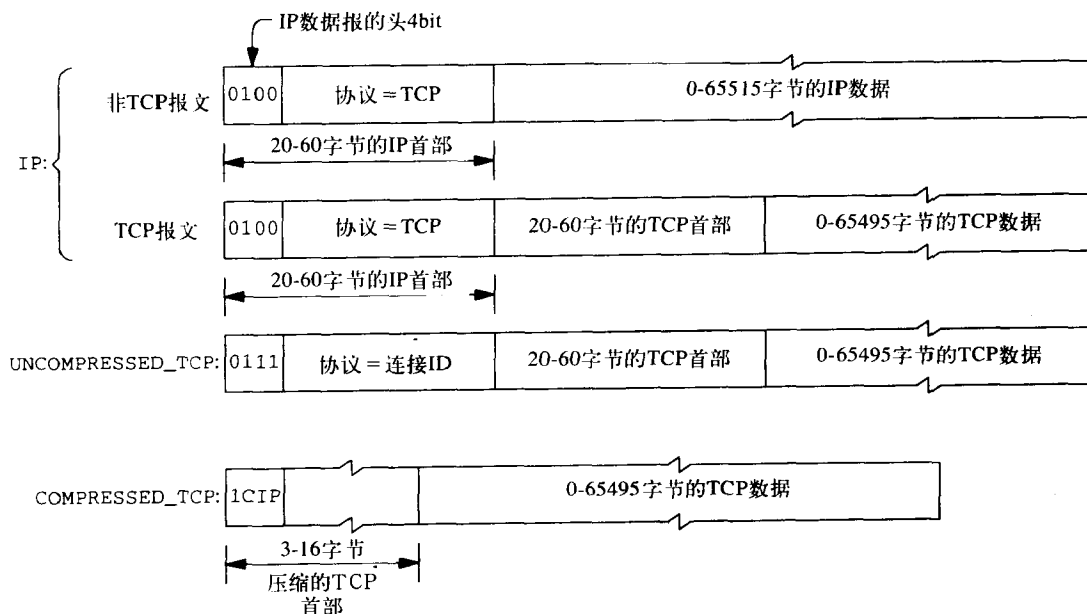 IP数据报的头4bit
IP:
非TCP报文
0100
协议＝TCP
0-65515字节的IP数据
20-60字节的IP首部
TCP报文
0100
协议＝TCP
20-60字节的TCP首部
0-65495字节的TCP数据
20-60字节的IP首部
UNCOMPRESSED_TCP:
0111
协议＝连接ID
20-60字节的TCP首部
0-65495字节的TCP数据
COMPRESSED_TCP:
1CIP
0-65495字节的TCP数据
3-16字节
压缩的TCP
首部